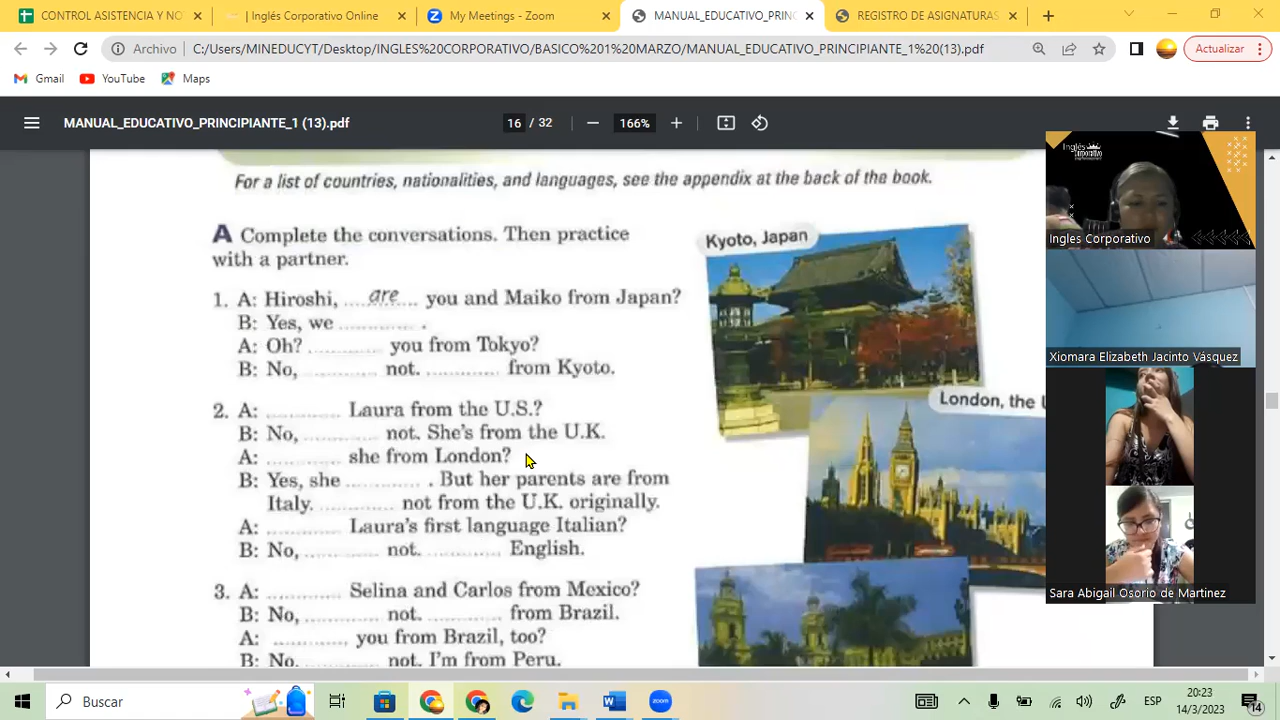 CONTROL ASISTENCIA Y NO
Inglés Corporativo Online
My Meetings - Zoom
MANUAL_EDUCATIVO_PRINC
REGISTRO DE ASIGNATURAS
Archivo
C:/Users/MINEDUCYT/Desktop/INGLES%20CORPORATIVO/BASICO%201%20MARZO/MANUAL_EDUCATIVO_PRINCIPIANTE_1%20(13).pdf
Actualizar
Gmail
YouTube
Maps
MANUAL_EDUCATIVO_PRINCIPIANTE_1 (13).pdf
16 / 32
166%
For a list of countries, nationalities, and languages, see the appendix at the back of the book.
A Complete the conversations. Then practice
with a partner.
1. A: Hiroshi, are you and Maiko from Japan?
B: Yes, we ............ .
A: Oh? ............ you from Tokyo?
B: No, ............ not. ............ from Kyoto.
2. A: ............ Laura from the U.S.?
B: No, ............ not. She's from the U.K.
A: ............ she from London?
B: Yes, she ............ . But her parents are from
Italy. ............ not from the U.K. originally.
A: ............ Laura's first language Italian?
B: No, ............ not. ............ English.
3. A: ............ Selina and Carlos from Mexico?
B: No, ............ not. ............ from Brazil.
A: ............ you from Brazil, too?
B: No, ............ not. I'm from Peru.
Kyoto, Japan
London, the U
Inglés
Corporativo
Ingles Corporativo
Xiomara Elizabeth Jacinto Vásquez
Sara Abigail Osorio de Martinez
Buscar
zoom
ESP
20:23
14/3/2023
14